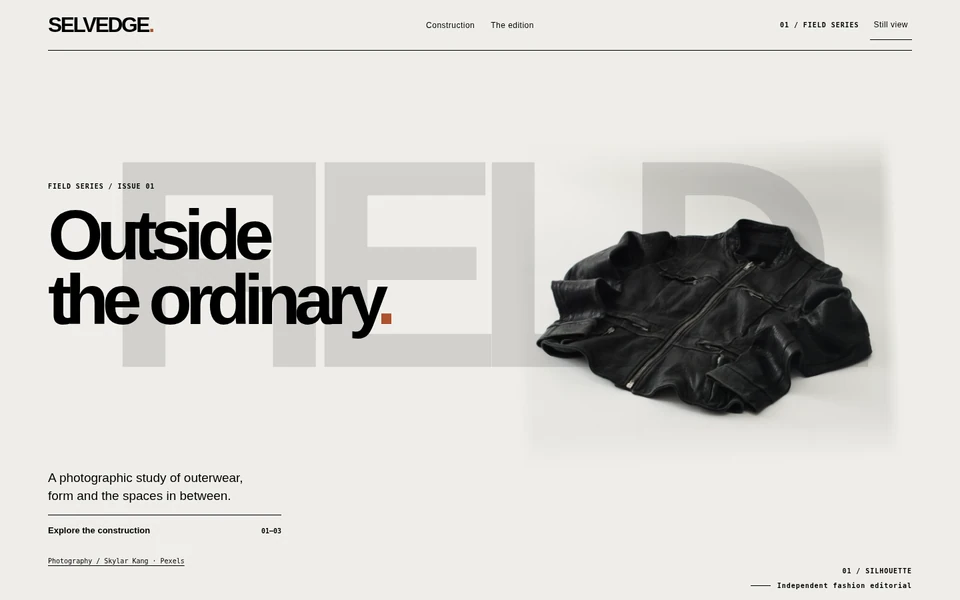 SELVEDGE.
Construction
The edition
01 / FIELD SERIES
Still view
FIELD
FIELD SERIES / ISSUE 01
Outside
the ordinary.
A photographic study of outerwear,
form and the spaces in between.
Explore the construction
01—03
Photography / Skylar Kang · Pexels
01 / SILHOUETTE
Independent fashion editorial